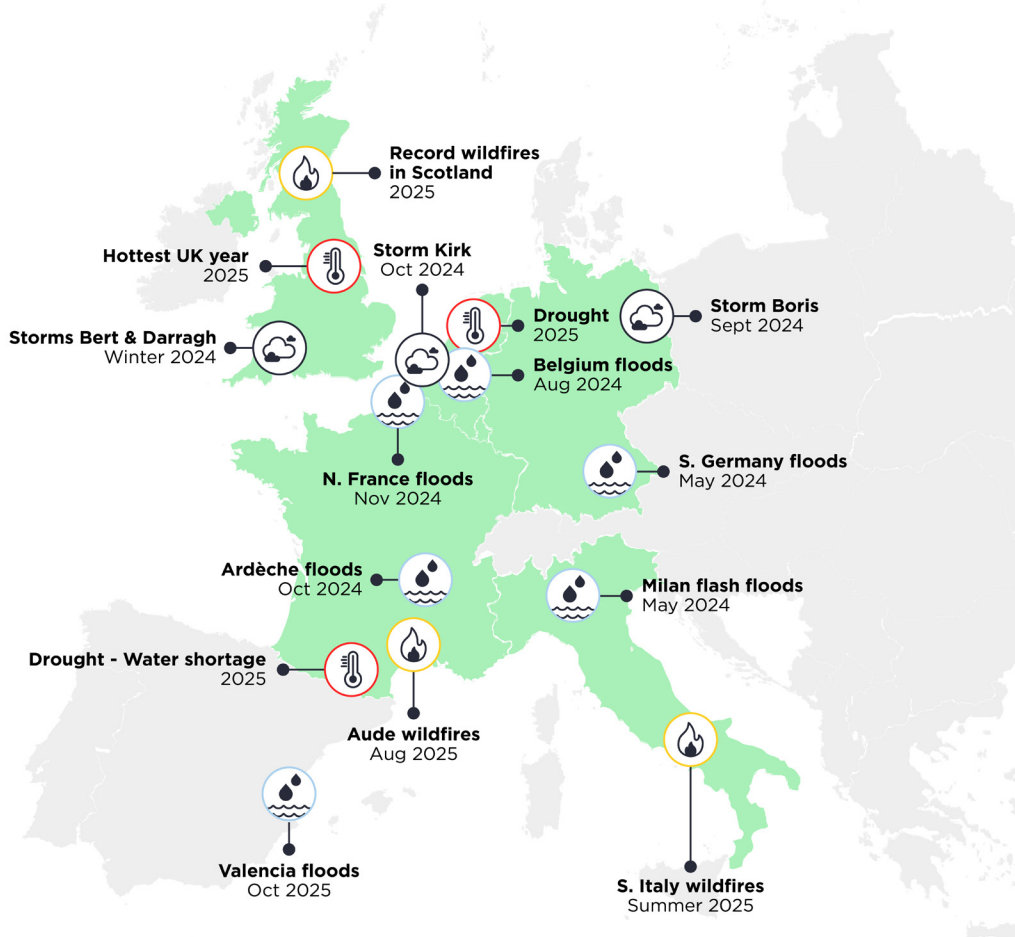 Record wildfires
in Scotland
2025
Hottest UK year
2025
Storm Kirk
Oct 2024
Storm Boris
Sept 2024
Drought
2025
Storms Bert & Darragh
Winter 2024
Belgium floods
Aug 2024
S. Germany floods
May 2024
N. France floods
Nov 2024
Ardèche floods
Oct 2024
Milan flash floods
May 2024
Drought - Water shortage
2025
Aude wildfires
Aug 2025
Valencia floods
Oct 2025
S. Italy wildfires
Summer 2025